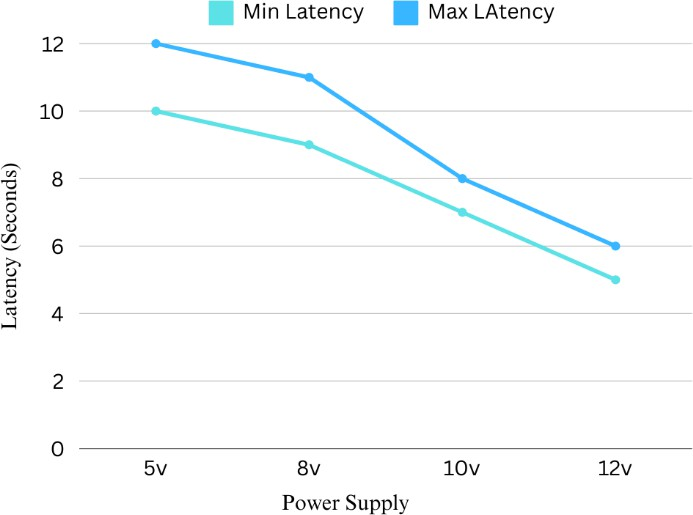 Min Latency Max LAtency
12
10
8
6
4
2
0
Latency (Seconds)
5v 8v 10v 12v
Power Supply